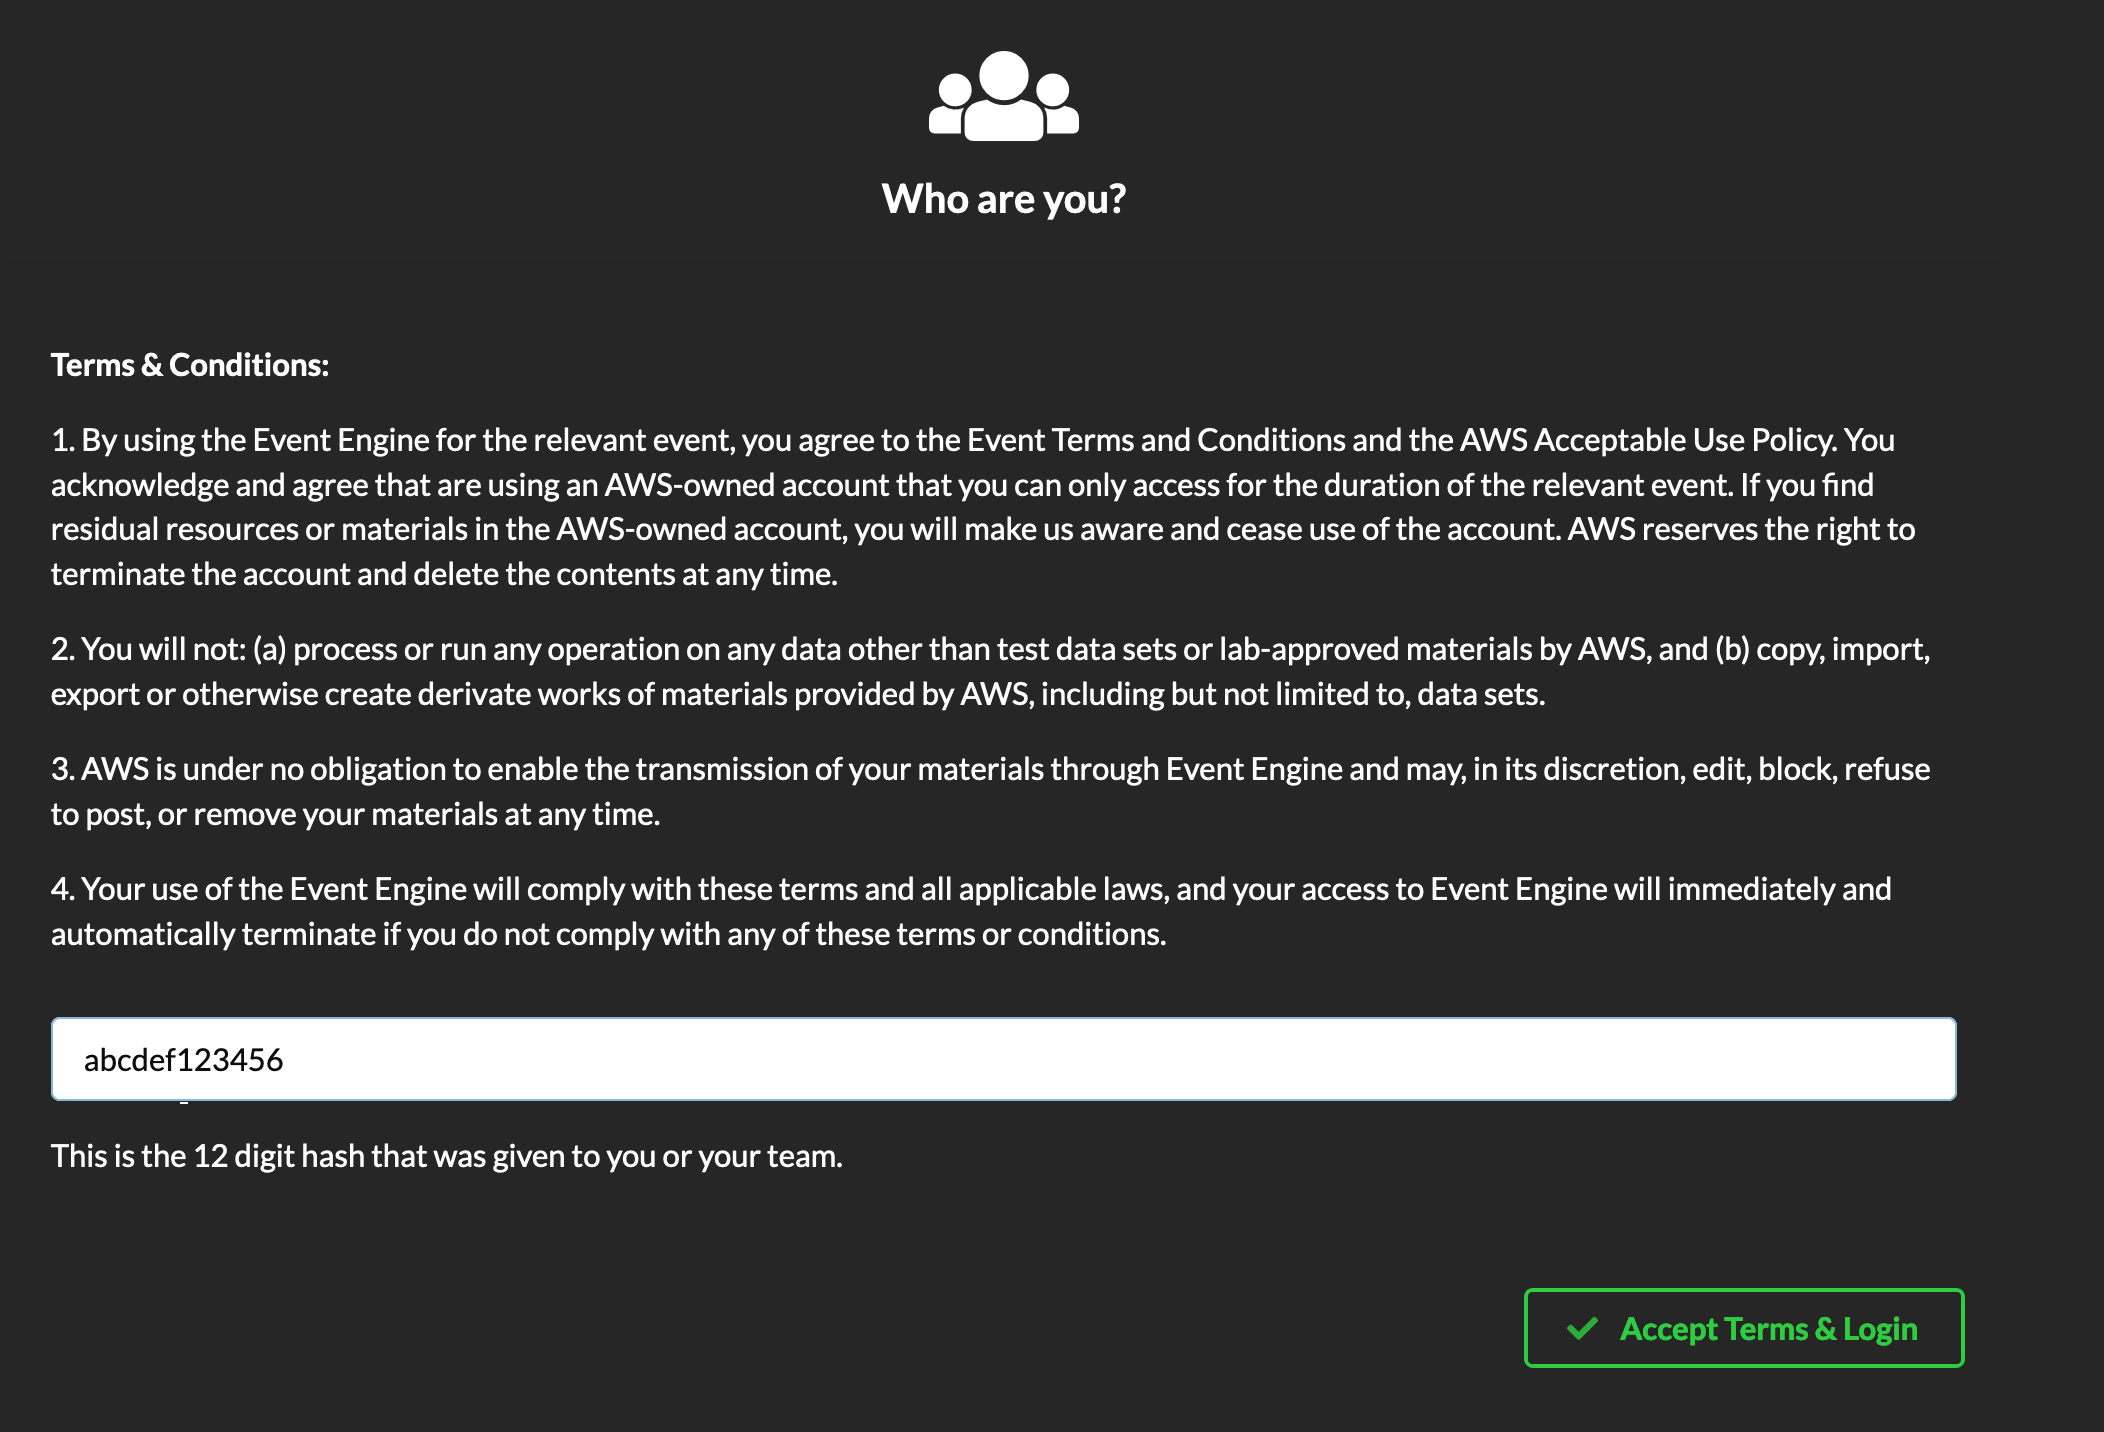 Who are you?
Terms & Conditions:
1. By using the Event Engine for the relevant event, you agree to the Event Terms and Conditions and the AWS Acceptable Use Policy. You
acknowledge and agree that are using an AWS-owned account that you can only access for the duration of the relevant event. If you find
residual resources or materials in the AWS-owned account, you will make us aware and cease use of the account. AWS reserves the right to
terminate the account and delete the contents at any time.
2. You will not: (a) process or run any operation on any data other than test data sets or lab-approved materials by AWS, and (b) copy, import,
export or otherwise create derivate works of materials provided by AWS, including but not limited to, data sets.
3. AWS is under no obligation to enable the transmission of your materials through Event Engine and may, in its discretion, edit, block, refuse
to post, or remove your materials at any time.
4. Your use of the Event Engine will comply with these terms and all applicable laws, and your access to Event Engine will immediately and
automatically terminate if you do not comply with any of these terms or conditions.
abcdef123456
This is the 12 digit hash that was given to you or your team.
Accept Terms & Login